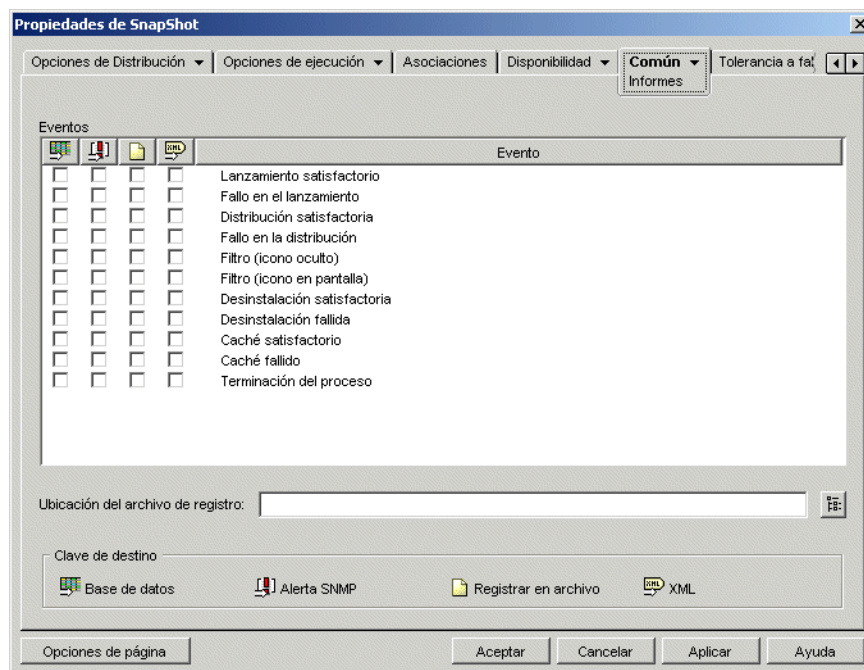 Propiedades de SnapShot
Opciones de Distribución
Opciones de ejecución
Asociaciones
Disponibilidad
Común
Informes
Tolerancia a
Eventos
XML
Evento
Lanzamiento satisfactorio
Fallo en el lanzamiento
Distribución satisfactoria
Fallo en la distribución
Filtro (icono oculto)
Filtro (icono en pantalla)
Desinstalación satisfactoria
Desinstalación fallida
Caché satisfactorio
Caché fallido
Terminación del proceso
Ubicación del archivo de registro:
Clave de destino
Base de datos
Alerta SNMP
Registrar en archivo
XML XML
Opciones de página
Aceptar
Cancelar
Aplicar
Ayuda